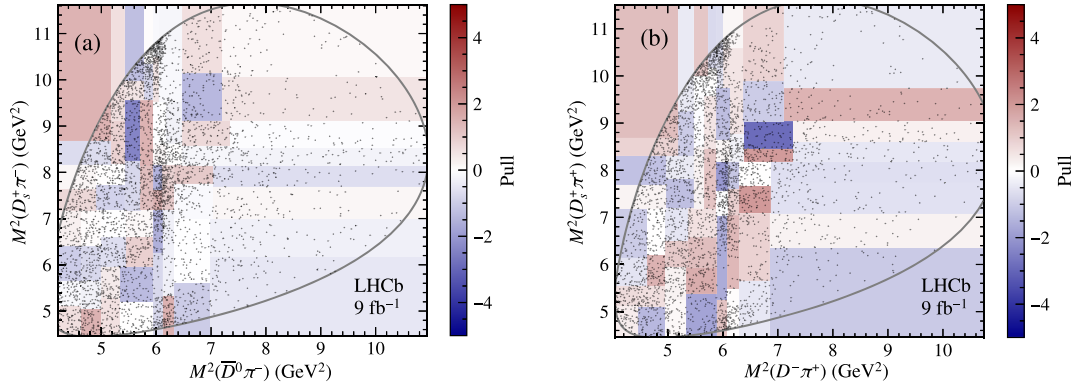 (a)
M²(D_s⁺π⁻) (GeV²)
11
10
9
8
7
6
5
LHCb
9 fb⁻¹
5 6 7 8 9 10
M²(D̅⁰π⁻) (GeV²)
4
2
0
−2
−4
Pull
(b)
M²(D_s⁺π⁺) (GeV²)
11
10
9
8
7
6
5
LHCb
9 fb⁻¹
5 6 7 8 9 10
M²(D⁻π⁺) (GeV²)
4
2
0
−2
−4
Pull